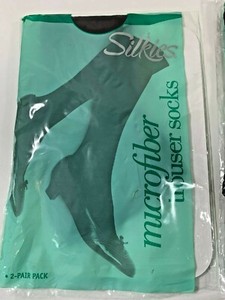 Silkies
microfiber
trouser socks
• 2-PAIR PACK